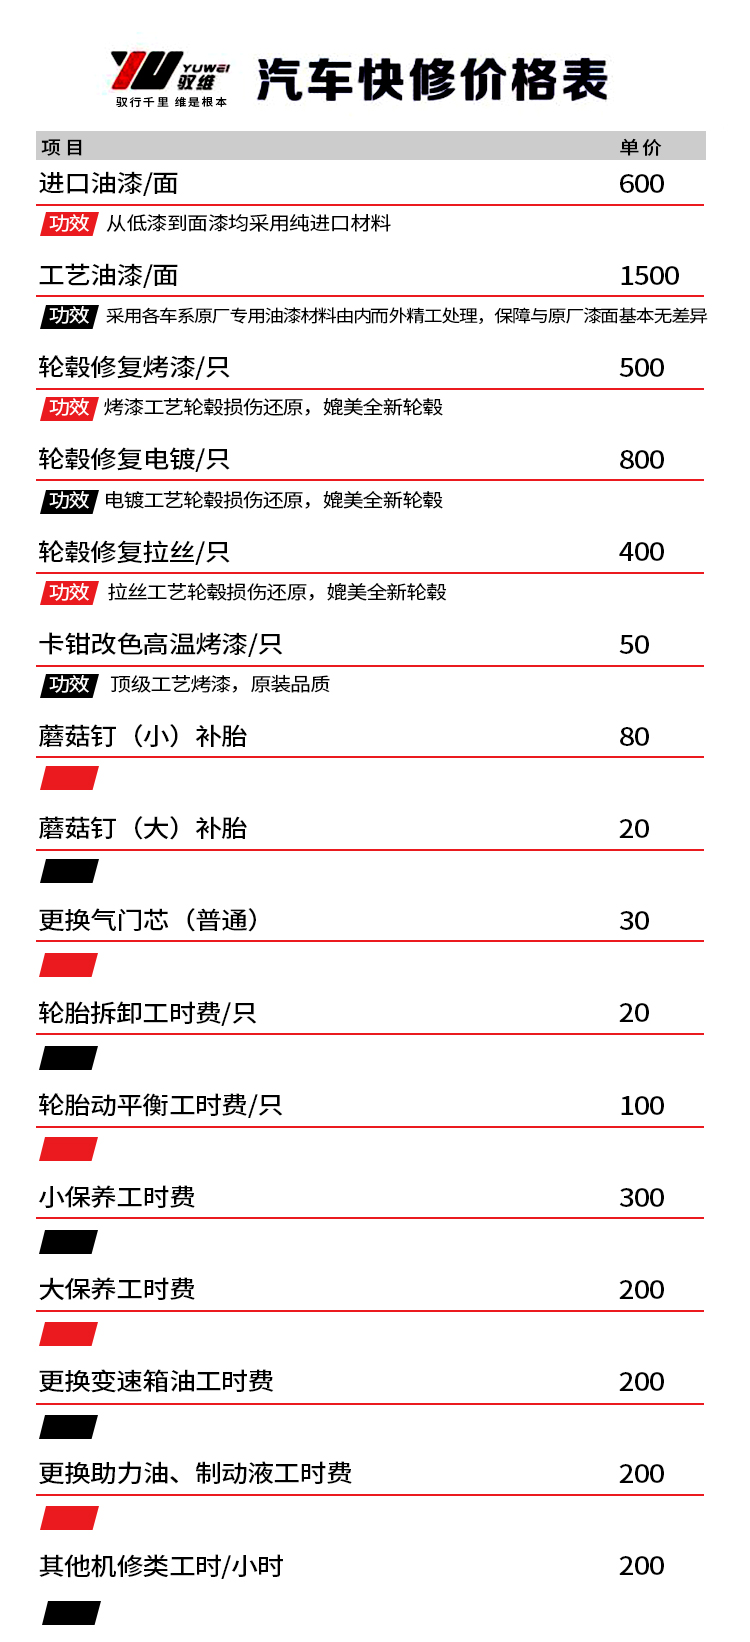 YUWEI
驭维
驭行千里 维是根本
汽车快修价格表
项目 单价
进口油漆/面 600
功效 从低漆到面漆均采用纯进口材料
工艺油漆/面 1500
功效 采用各车系原厂专用油漆材料由内而外精工处理，保障与原厂漆面基本无差异
轮毂修复烤漆/只 500
功效 烤漆工艺轮毂损伤还原，媲美全新轮毂
轮毂修复电镀/只 800
功效 电镀工艺轮毂损伤还原，媲美全新轮毂
轮毂修复拉丝/只 400
功效 拉丝工艺轮毂损伤还原，媲美全新轮毂
卡钳改色高温烤漆/只 50
功效 顶级工艺烤漆，原装品质
蘑菇钉（小）补胎 80
蘑菇钉（大）补胎 20
更换气门芯（普通） 30
轮胎拆卸工时费/只 20
轮胎动平衡工时费/只 100
小保养工时费 300
大保养工时费 200
更换变速箱油工时费 200
更换助力油、制动液工时费 200
其他机修类工时/小时 200